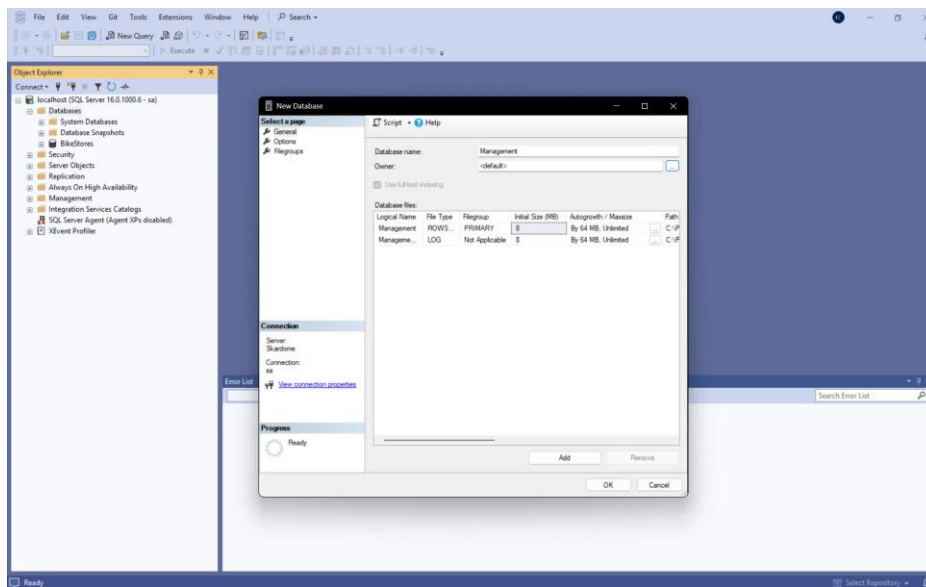 File Edit View Git Tools Extensions Window Help Search
New Query
Execute
Object Explorer
Connect
localhost (SQL Server 16.0.1000.6 - sa)
Databases
System Databases
Database Snapshots
BikeStores
Security
Server Objects
Replication
Always On High Availability
Management
Integration Services Catalogs
SQL Server Agent (Agent XPs disabled)
XEvent Profiler
New Database
Select a page
General
Options
Filegroups
Script Help
Database name: Management
Owner: <default> ...
Use full-text indexing
Database files:
Logical Name File Type Filegroup Initial Size (MB) Autogrowth / Maxsize Path
Management ROWS... PRIMARY 8 By 64 MB, Unlimited ... C:\P
Manageme... LOG Not Applicable 8 By 64 MB, Unlimited ... C:\P
Connection
Server:
Skardome
Connection:
sa
View connection properties
Progress
Ready
Add Remove
OK Cancel
Error List
Search Error List
Ready
Select Repository